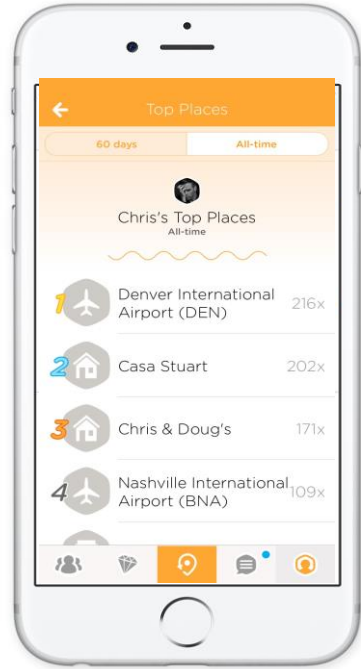 Top Places
60 days
All-time
Chris's Top Places
All-time
1
Denver International
Airport (DEN)
216x
2
Casa Stuart
202x
3
Chris & Doug's
171x
4
Nashville International
Airport (BNA)
109x